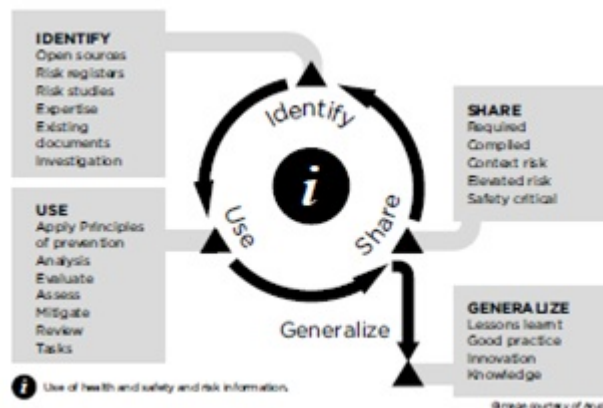 IDENTIFY
Open sources
Risk registers
Risk studies
Expertise
Existing
documents
Investigation
USE
Apply Principles
of prevention
Analysis
Evaluate
Assess
Mitigate
Review
Tasks
Identify
i
Use
Share
Generalize
SHARE
Required
Compiled
Context risk
Elevated risk
Safety critical
GENERALIZE
Lessons learnt
Good practice
Innovation
Knowledge
i Use of health and safety and risk information.
courtesy of